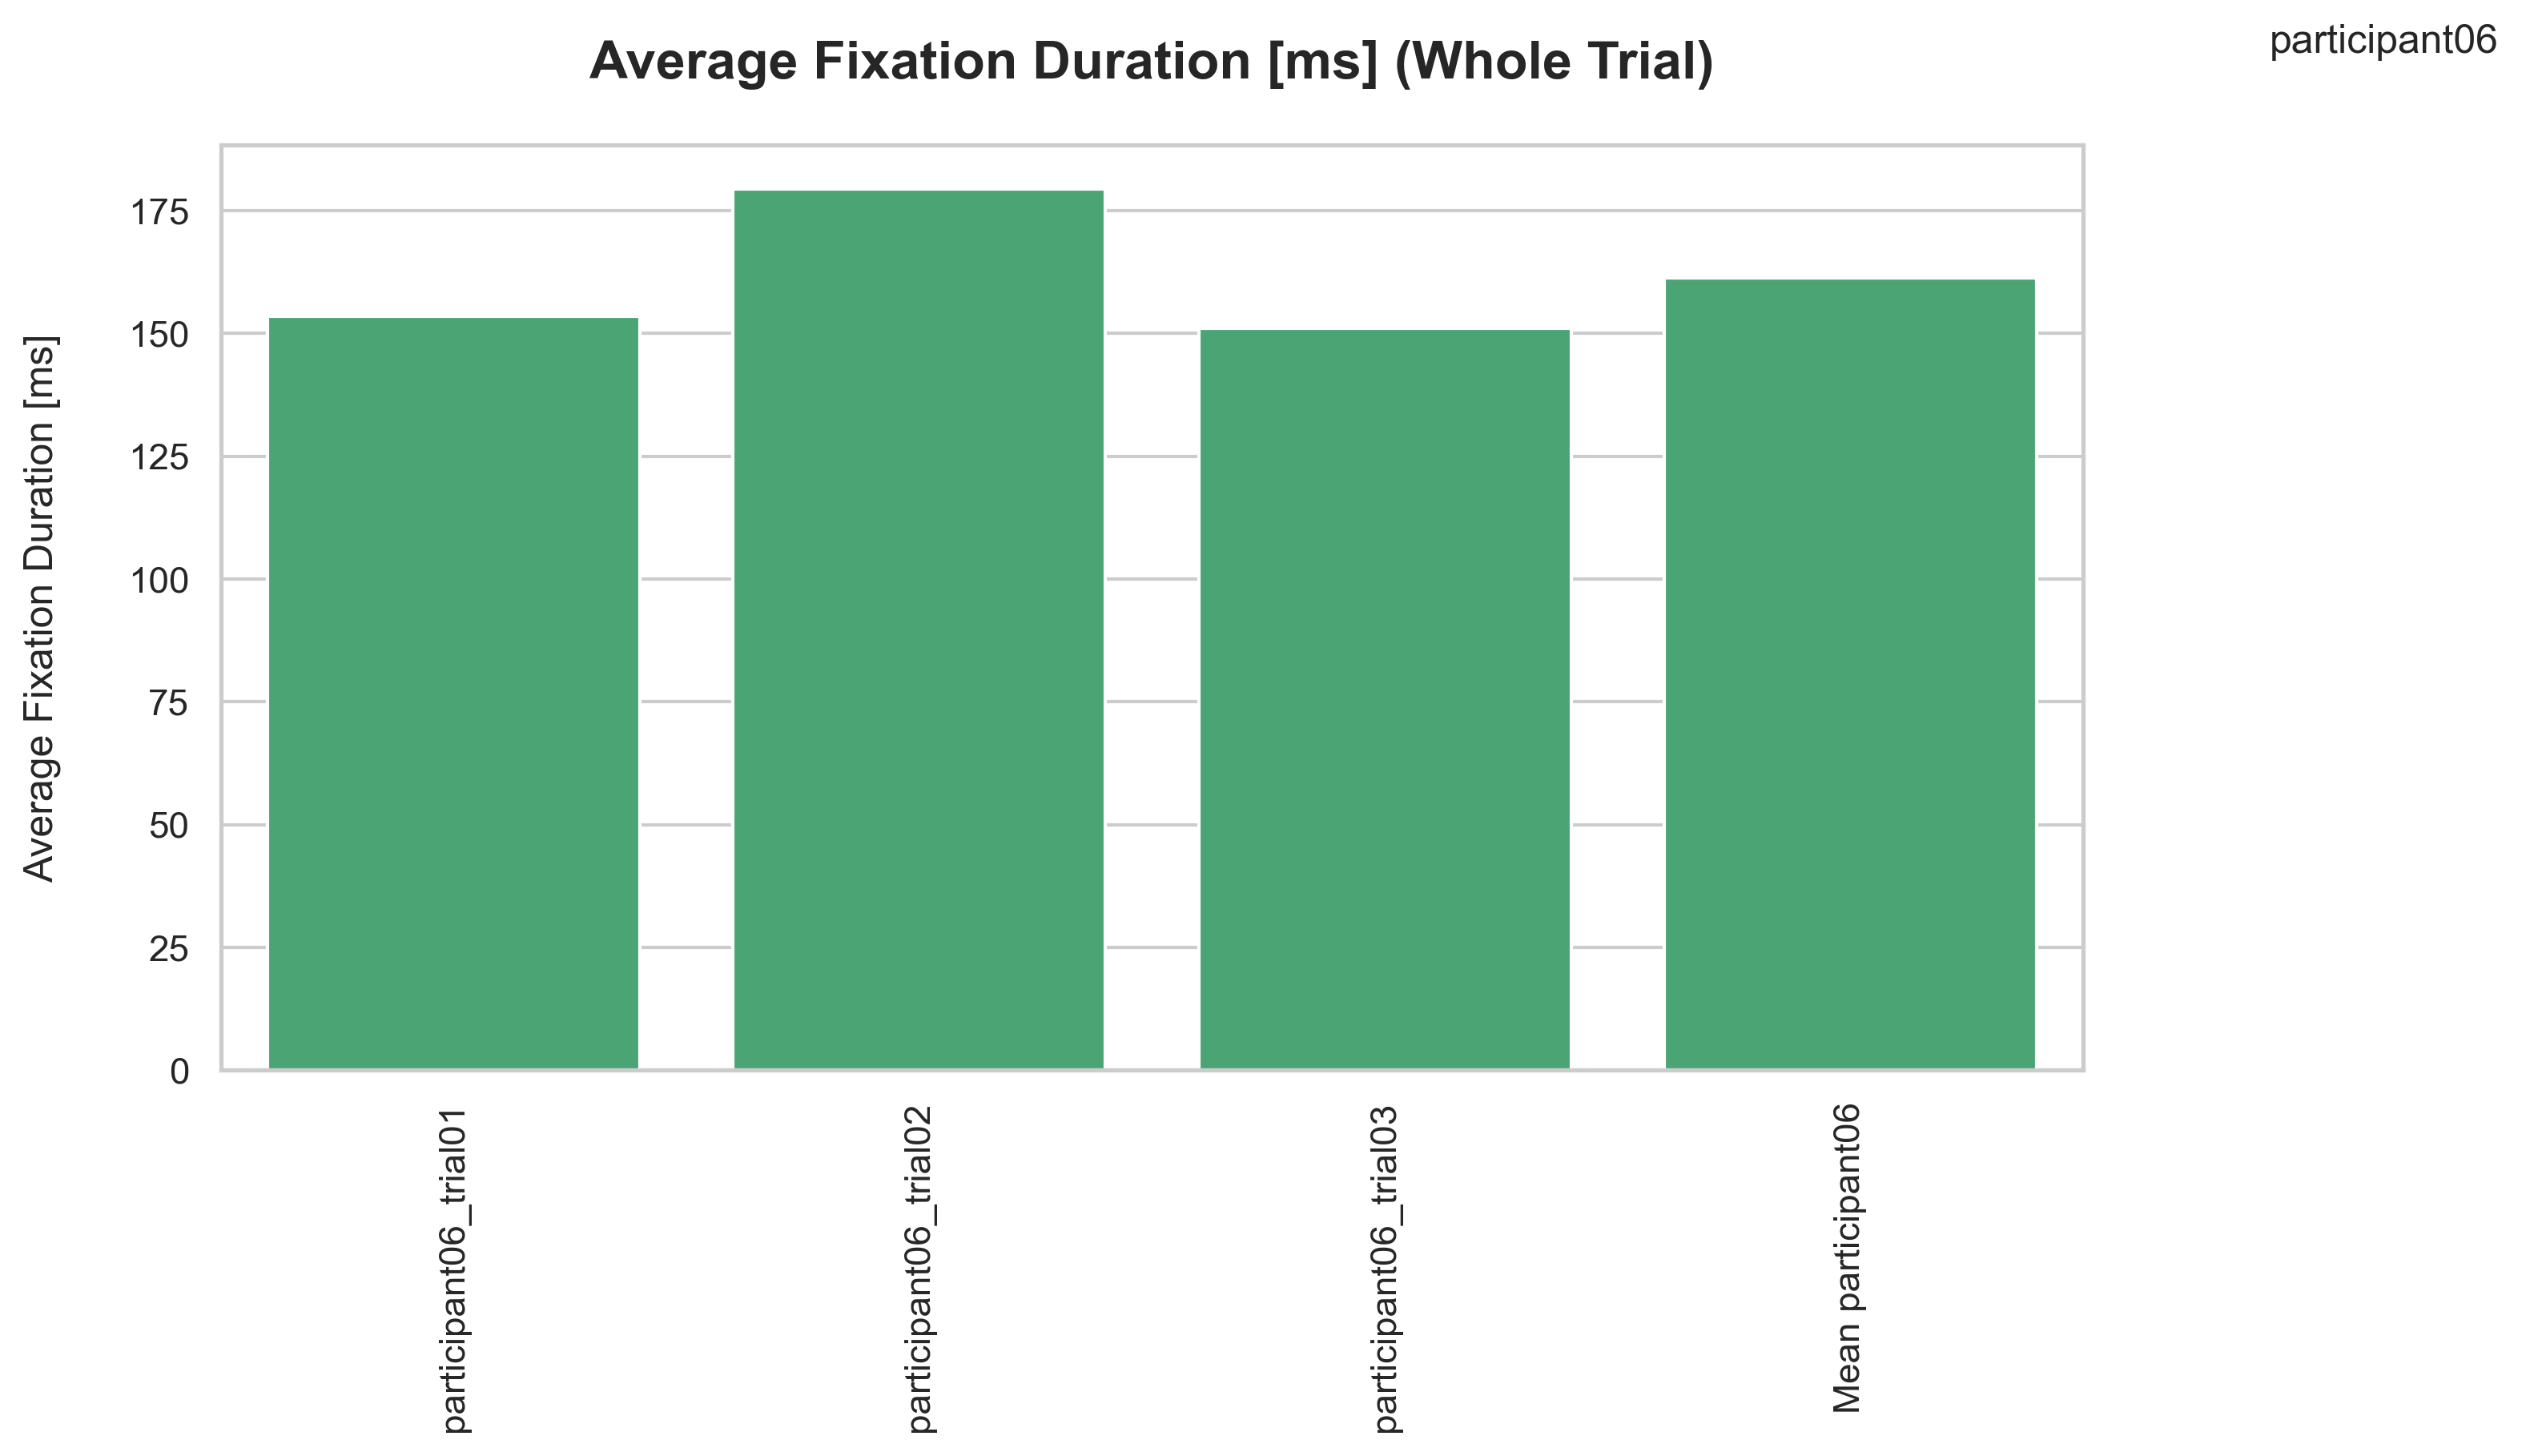 participant06
Average Fixation Duration [ms] (Whole Trial)
Average Fixation Duration [ms]
175
150
125
100
75
50
25
0
participant06_trial01
participant06_trial02
participant06_trial03
Mean participant06